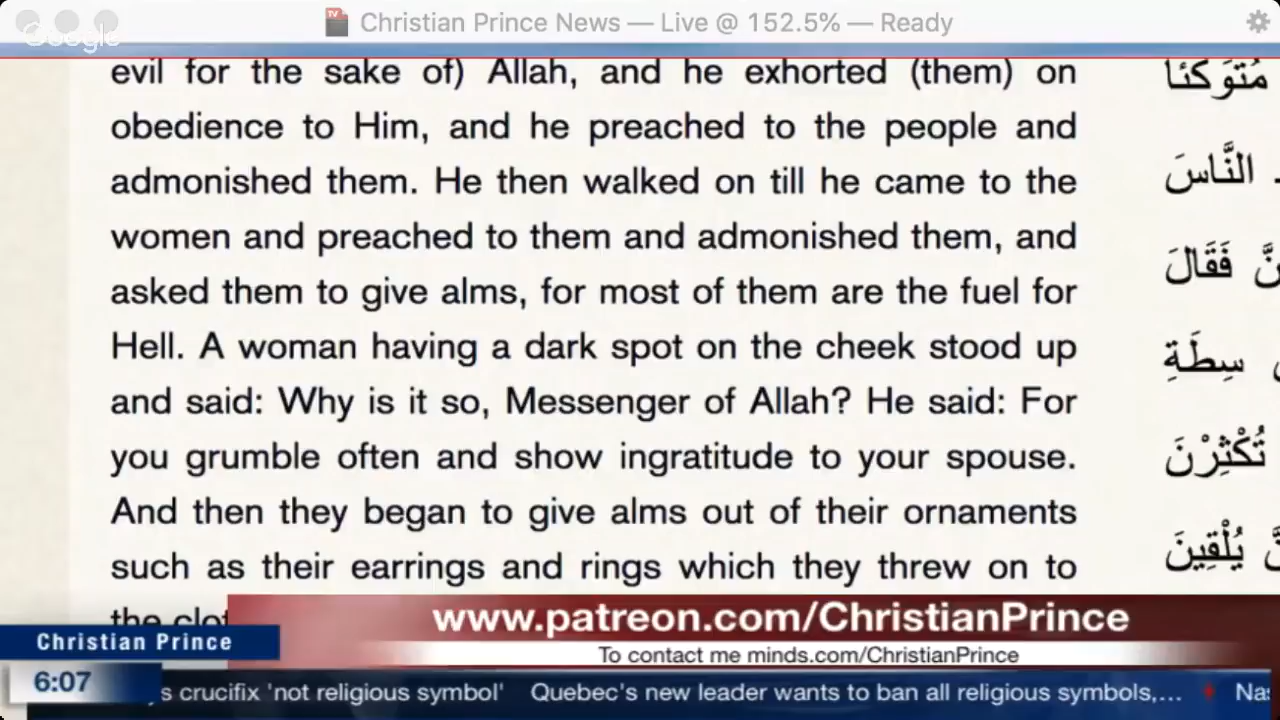 Christian Prince News — Live @ 152.5% — Ready
Google
evil for the sake of) Allah, and he exhorted (them) on
obedience to Him, and he preached to the people and
admonished them. He then walked on till he came to the
women and preached to them and admonished them, and
asked them to give alms, for most of them are the fuel for
Hell. A woman having a dark spot on the cheek stood up
and said: Why is it so, Messenger of Allah? He said: For
you grumble often and show ingratitude to your spouse.
And then they began to give alms out of their ornaments
such as their earrings and rings which they threw on to
the clot
مُتَوَكِّئًا
النَّاسَ
فَقَالَ
سِطَةِ
تُكْثِرْنَ
يُلْقِينَ
www.patreon.com/ChristianPrince
To contact me minds.com/ChristianPrince
Christian Prince
6:07
s crucifix 'not religious symbol' Quebec's new leader wants to ban all religious symbols,... Na